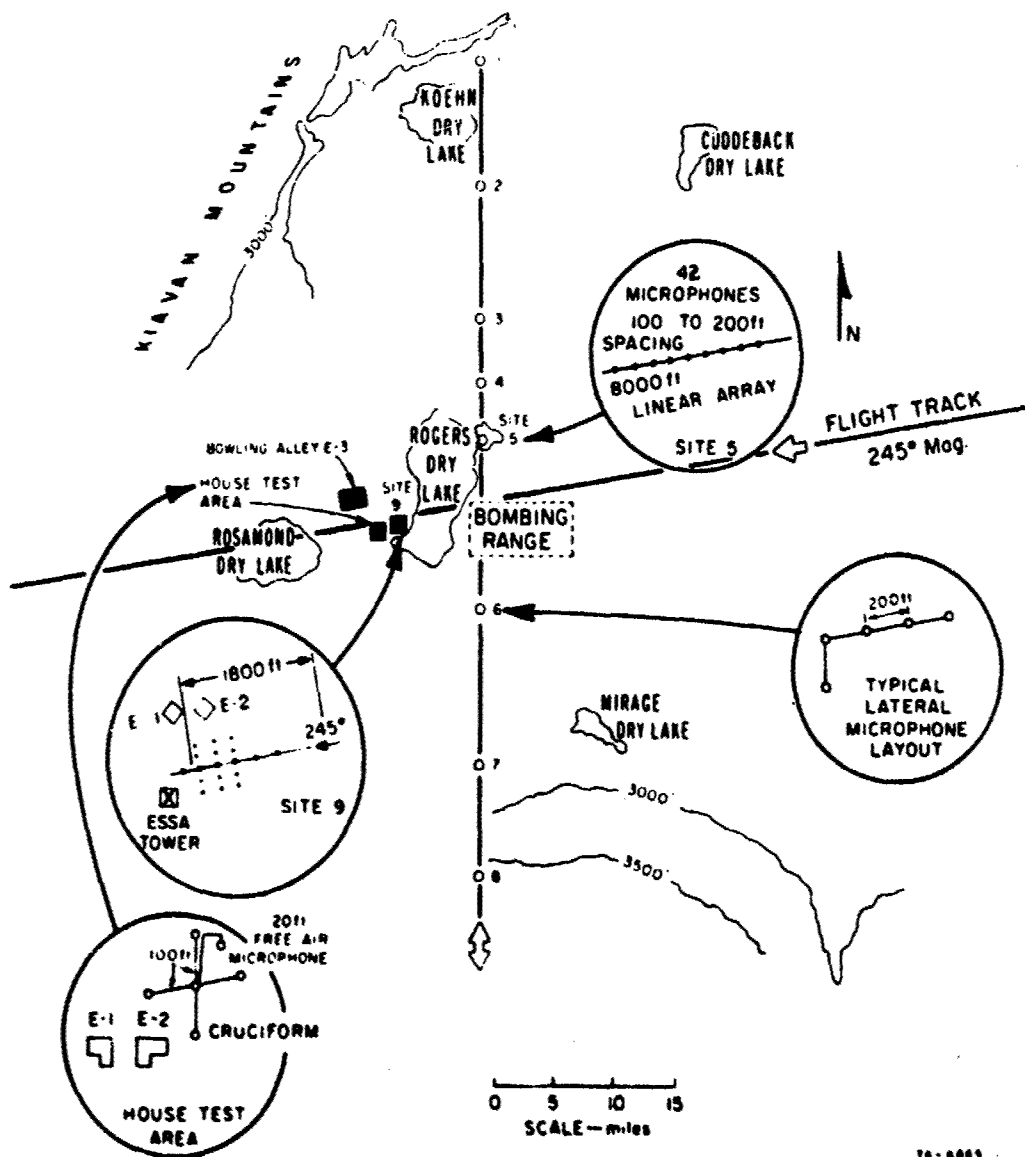 KIAVAN MOUNTAINS
3000'
KOEHN
DRY
LAKE
CUDDEBACK
DRY LAKE
2
3
4
N
42
MICROPHONES
100 TO 200ft
SPACING
8000ft
LINEAR ARRAY
SITE
5
ROGERS
DRY
LAKE
FLIGHT TRACK
SITE 5
245° Mag.
BOWLING ALLEY E-3
HOUSE TEST
AREA
SITE
9
ROSAMOND
DRY LAKE
BOMBING
RANGE
6
200ft
TYPICAL
LATERAL
MICROPHONE
LAYOUT
1800ft
E-1
E-2
245°
ESSA
TOWER
SITE 9
MIRAGE
DRY LAKE
7
3000'
3500'
8
20ft
FREE AIR
MICROPHONE
100ft
E-1
E-2
CRUCIFORM
HOUSE TEST
AREA
0 5 10 15
SCALE—miles